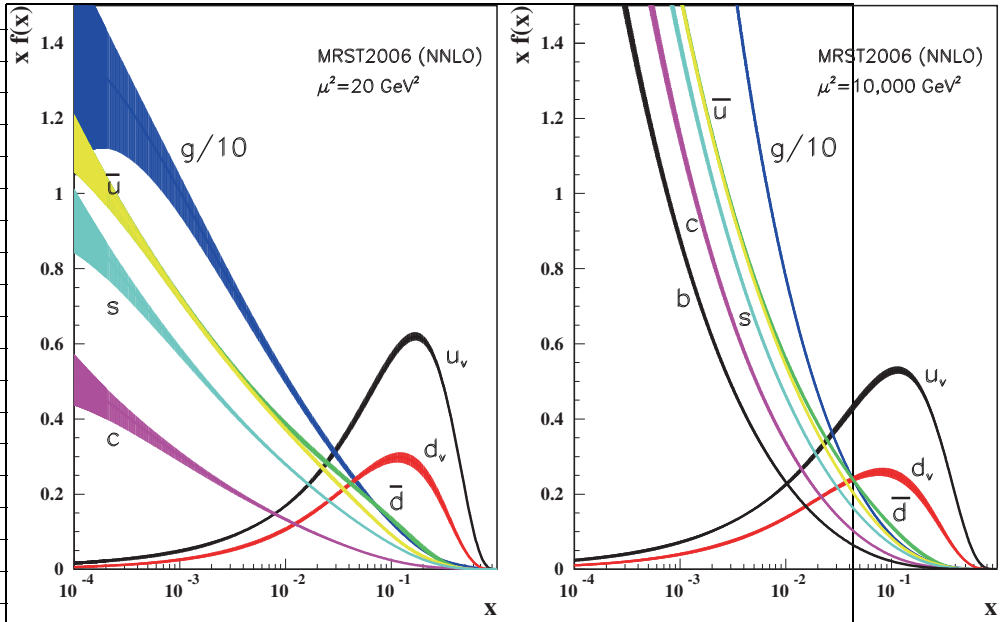 x f(x)
1.4
1.2
1
0.8
0.6
0.4
0.2
0
MRST2006 (NNLO)
μ²=20 GeV²
g/10
u̅
s
c
u_v
d_v
d̅
10⁻⁴
10⁻³
10⁻²
10⁻¹
x
x f(x)
1.4
1.2
1
0.8
0.6
0.4
0.2
0
MRST2006 (NNLO)
μ²=10,000 GeV²
u̅
g/10
c
b
s
u_v
d_v
d̅
10⁻⁴
10⁻³
10⁻²
10⁻¹
x